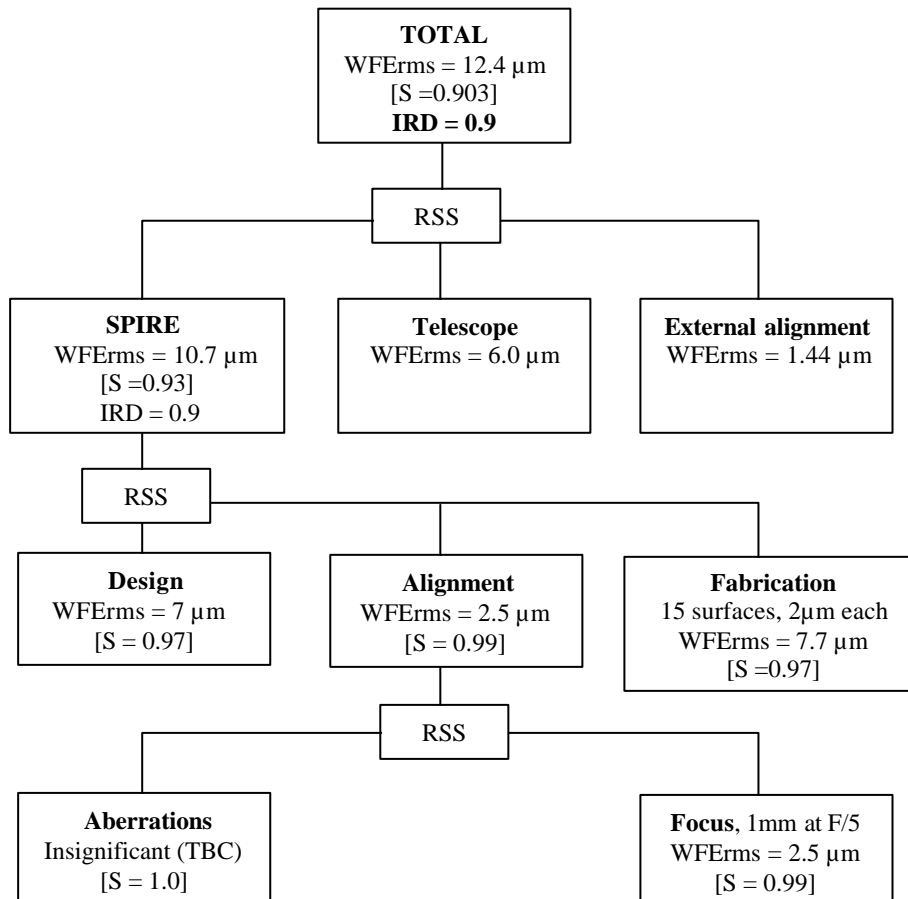 TOTAL
WFErms = 12.4 µm
[S =0.903]
IRD = 0.9
RSS
SPIRE
WFErms = 10.7 µm
[S =0.93]
IRD = 0.9
Telescope
WFErms = 6.0 µm
External alignment
WFErms = 1.44 µm
RSS
Design
WFErms = 7 µm
[S = 0.97]
Alignment
WFErms = 2.5 µm
[S = 0.99]
Fabrication
15 surfaces, 2µm each
WFErms = 7.7 µm
[S =0.97]
RSS
Aberrations
Insignificant (TBC)
[S = 1.0]
Focus, 1mm at F/5
WFErms = 2.5 µm
[S = 0.99]